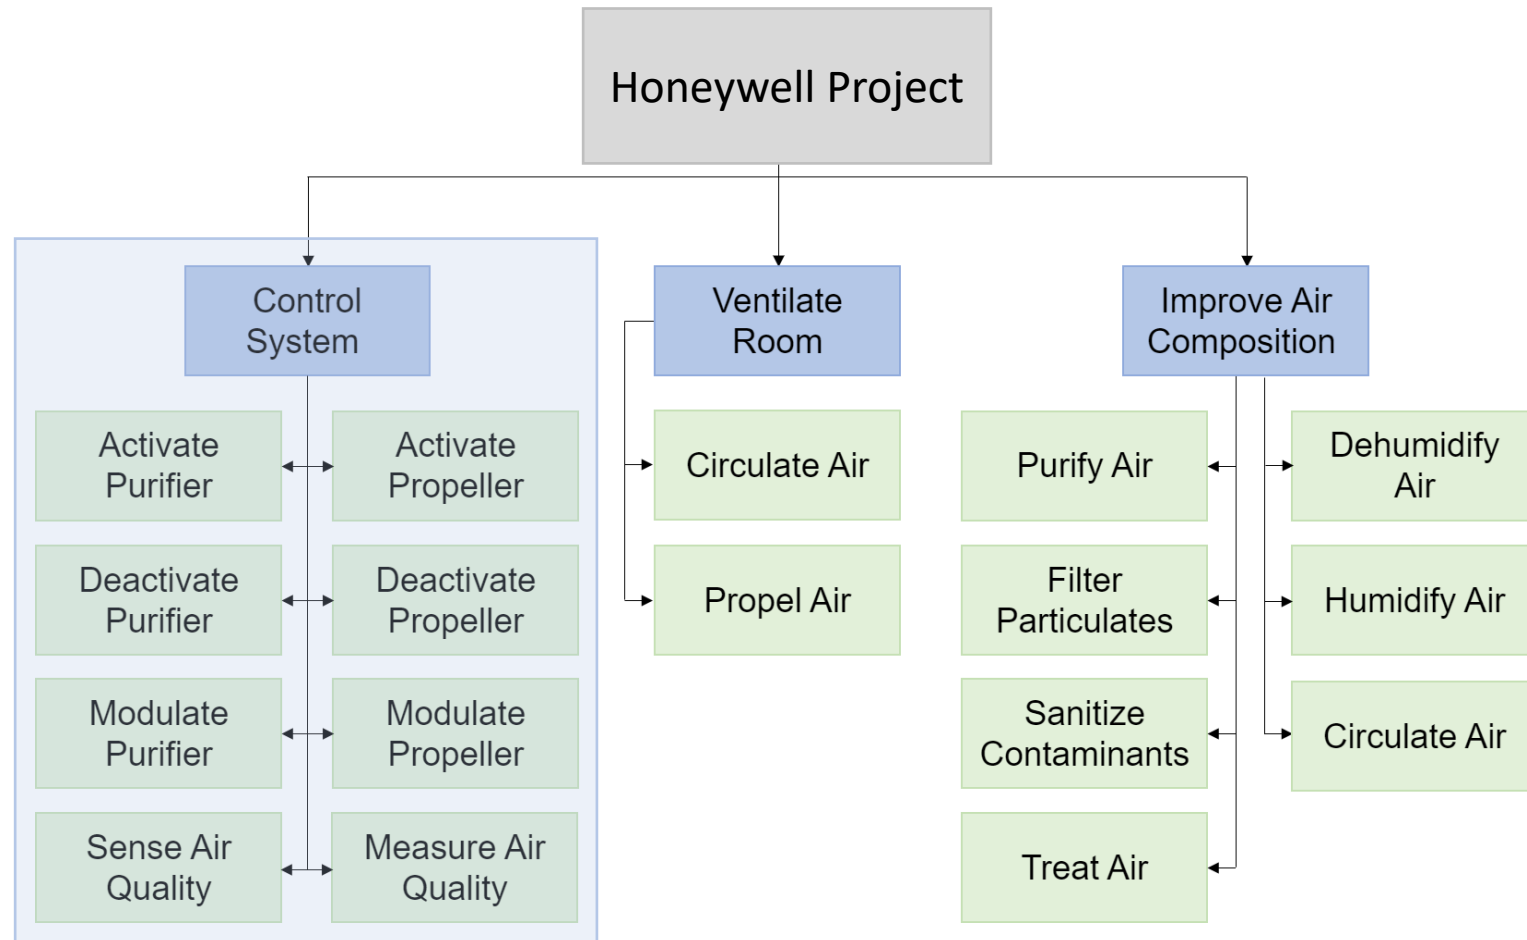 Honeywell Project
Control
System
Activate
Purifier
Activate
Propeller
Deactivate
Purifier
Deactivate
Propeller
Modulate
Purifier
Modulate
Propeller
Sense Air
Quality
Measure Air
Quality
Ventilate
Room
Circulate Air
Propel Air
Improve Air
Composition
Purify Air
Dehumidify
Air
Filter
Particulates
Humidify Air
Sanitize
Contaminants
Circulate Air
Treat Air